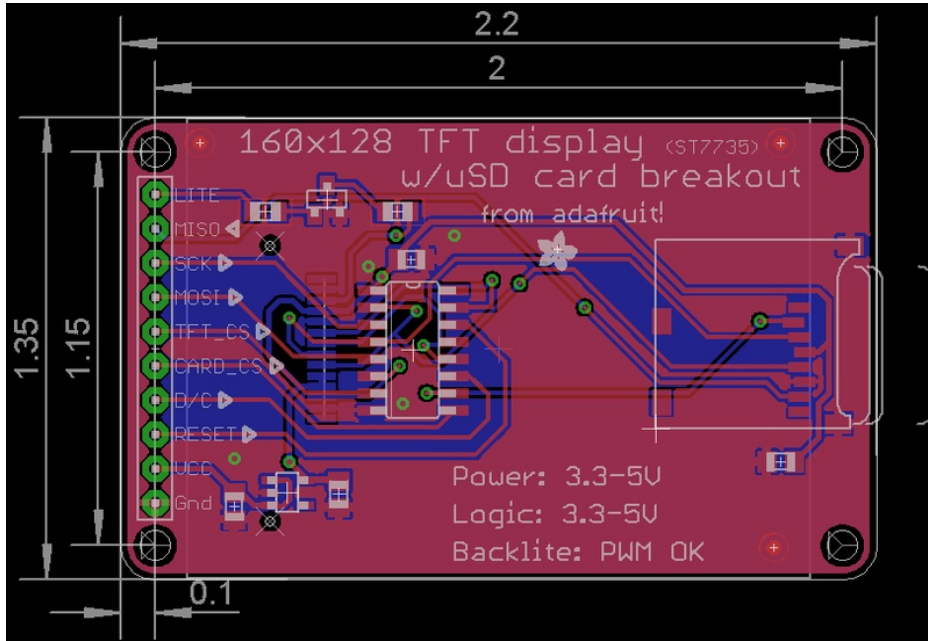 2.2
2
160x128 TFT display (ST7735)
w/uSD card breakout
from adafruit!
1.35
1.15
LITE
MISO
SCK
MOSI
TFT_CS
CARD_CS
D/C
RESET
VCC
Gnd
Power: 3.3-5V
Logic: 3.3-5V
Backlite: PWM OK
0.1